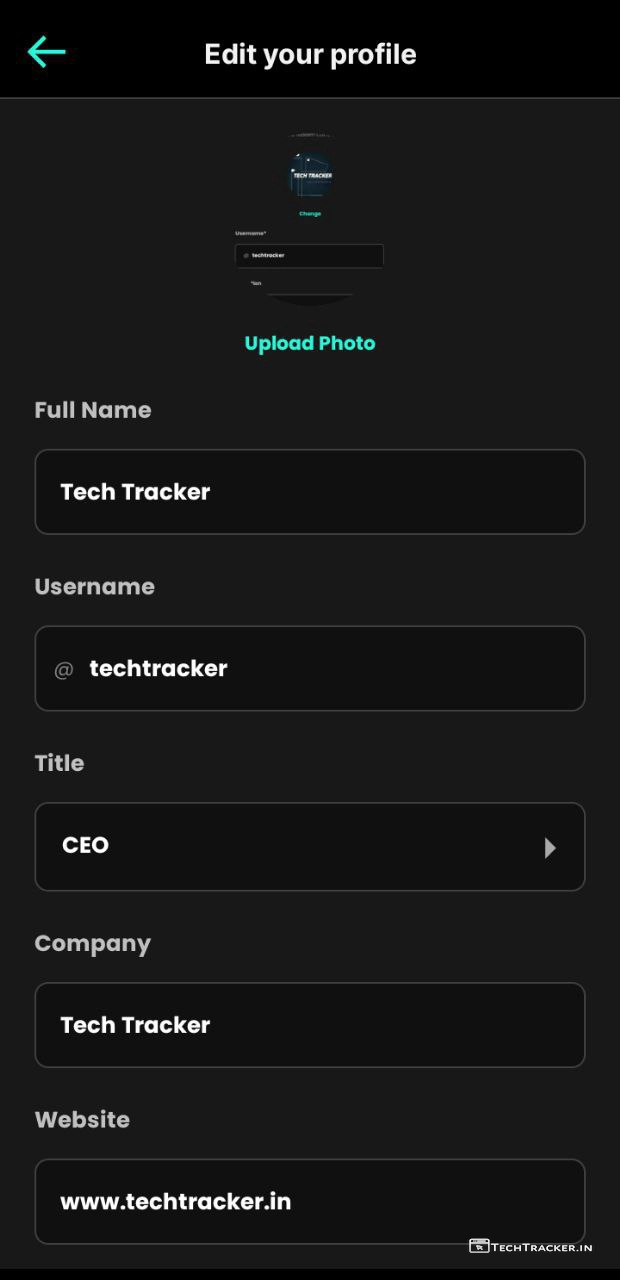 Edit your profile
TECH TRACKER
Change
Username*
@ techtracker
Upload Photo
Full Name
Tech Tracker
Username
@ techtracker
Title
CEO
Company
Tech Tracker
Website
www.techtracker.in
TECHTRACKER.IN